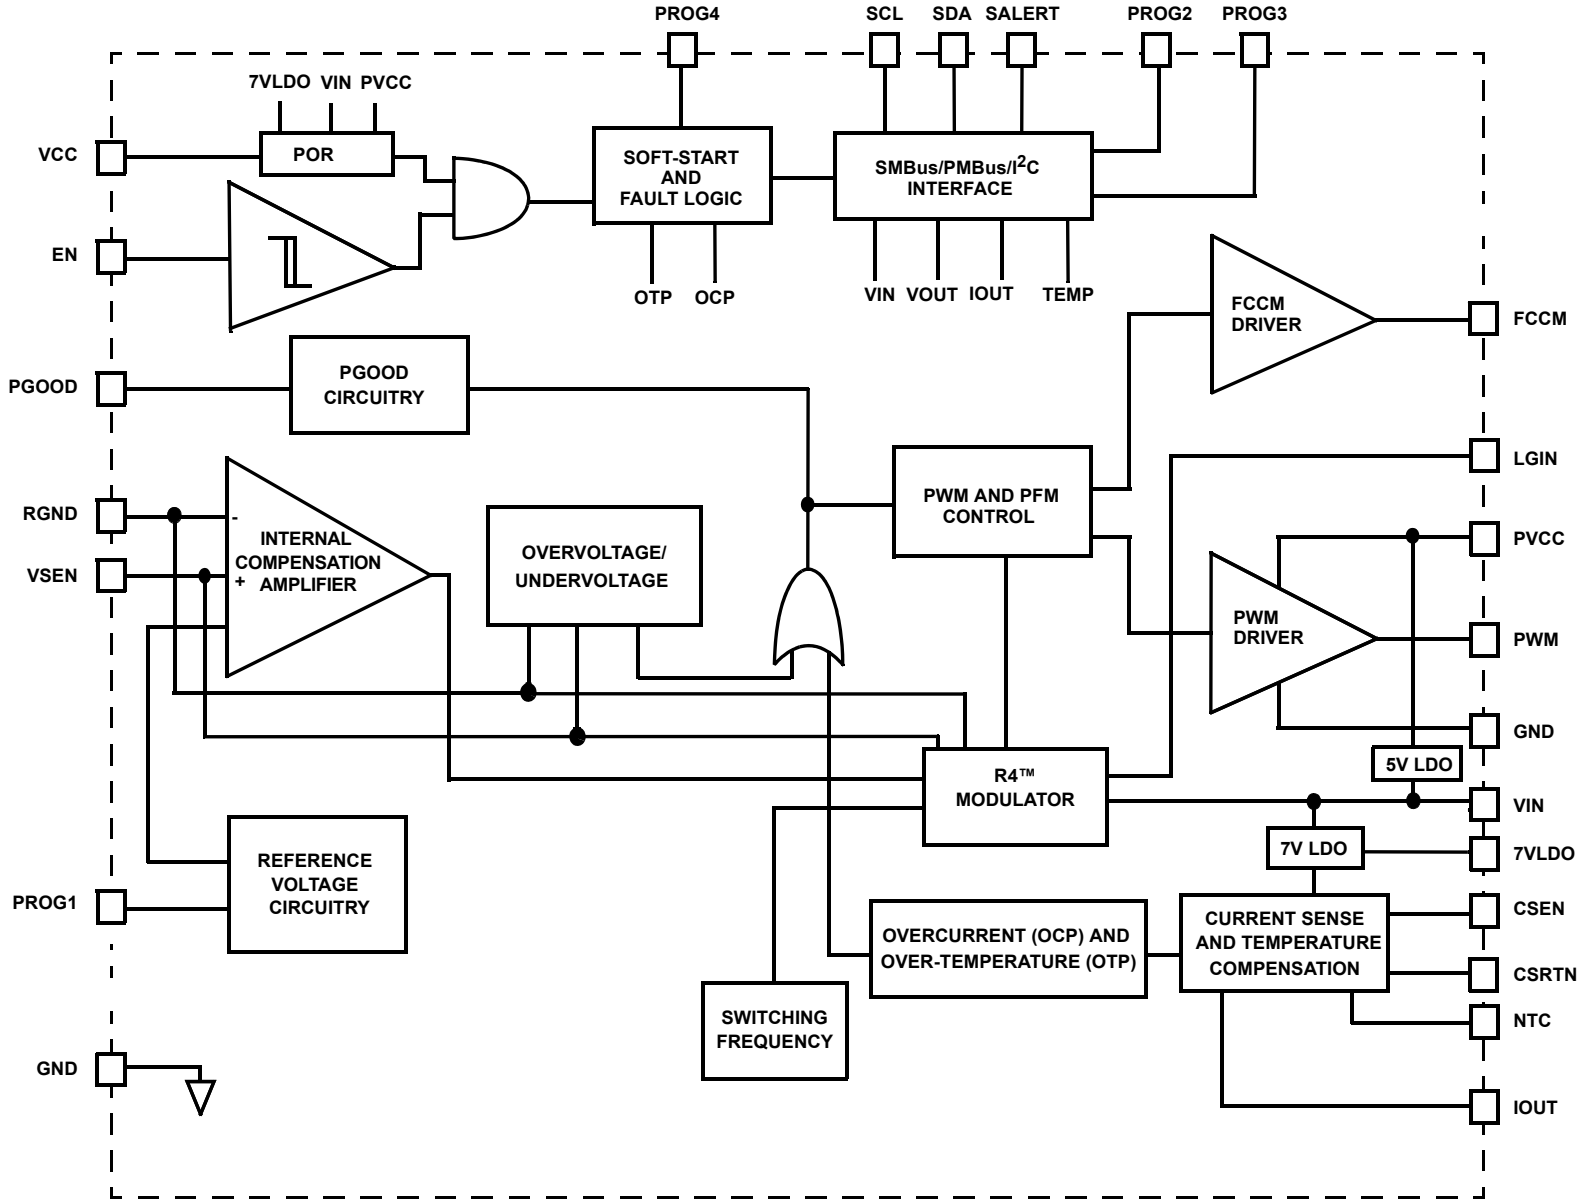 PROG4
SCL
SDA
SALERT
PROG2
PROG3
7VLDO
VIN
PVCC
VCC
POR
SOFT-START
AND
FAULT LOGIC
SMBus/PMBus/I²C
INTERFACE
EN
OTP
OCP
VIN
VOUT
IOUT
TEMP
FCCM
DRIVER
FCCM
PGOOD
PGOOD
CIRCUITRY
LGIN
RGND
-
INTERNAL
COMPENSATION
AMPLIFIER
+
VSEN
OVERVOLTAGE/
UNDERVOLTAGE
PWM AND PFM
CONTROL
PVCC
PWM
DRIVER
PWM
GND
5V LDO
R4™
MODULATOR
VIN
7V LDO
7VLDO
REFERENCE
VOLTAGE
CIRCUITRY
PROG1
OVERCURRENT (OCP) AND
OVER-TEMPERATURE (OTP)
CURRENT SENSE
AND TEMPERATURE
COMPENSATION
CSEN
CSRTN
NTC
SWITCHING
FREQUENCY
GND
IOUT